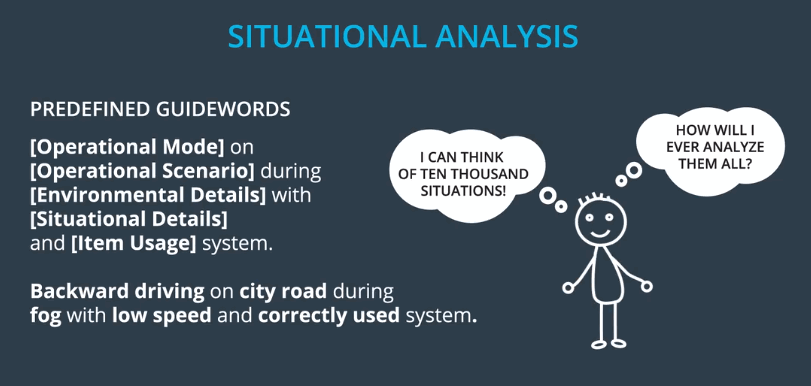 SITUATIONAL ANALYSIS
PREDEFINED GUIDEWORDS
[Operational Mode] on
[Operational Scenario] during
[Environmental Details] with
[Situational Details]
and [Item Usage] system.
Backward driving on city road during
fog with low speed and correctly used system.
I CAN THINK
OF TEN THOUSAND
SITUATIONS!
HOW WILL I
EVER ANALYZE
THEM ALL?